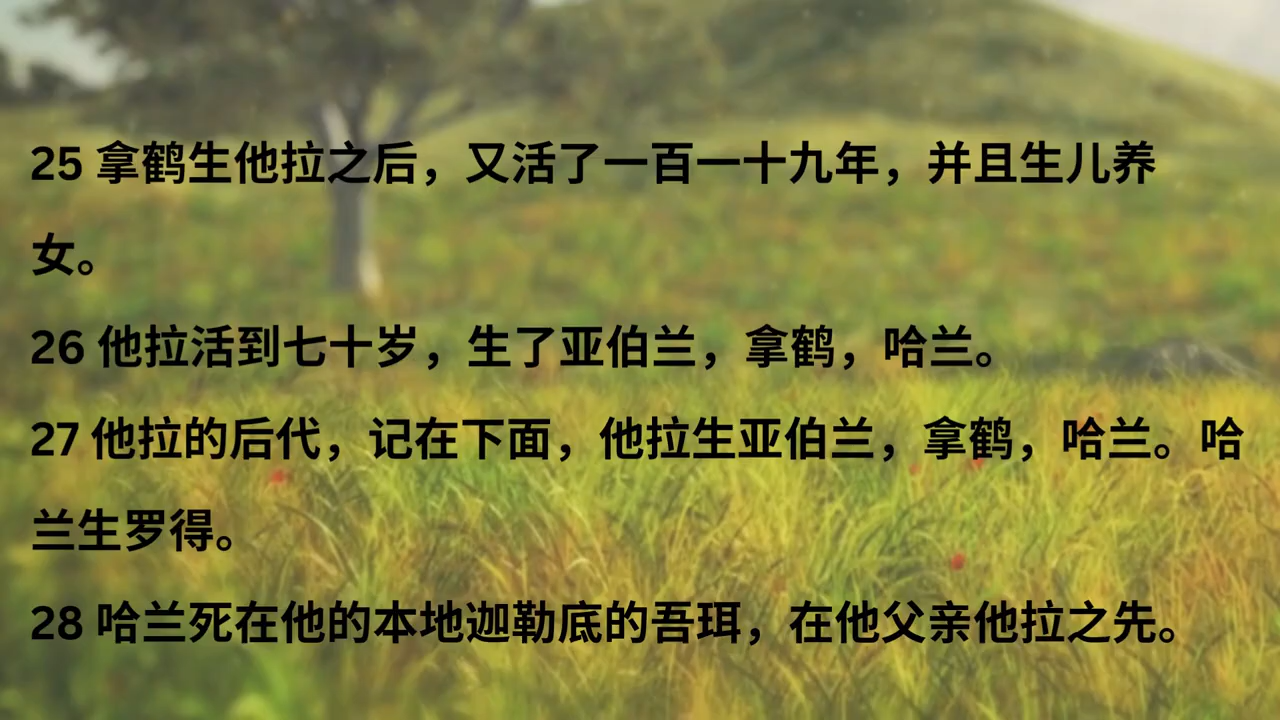 25 拿鹤生他拉之后，又活了一百一十九年，并且生儿养
女。
26 他拉活到七十岁，生了亚伯兰，拿鹤，哈兰。
27 他拉的后代，记在下面，他拉生亚伯兰，拿鹤，哈兰。哈
兰生罗得。
28 哈兰死在他的本地迦勒底的吾珥，在他父亲他拉之先。